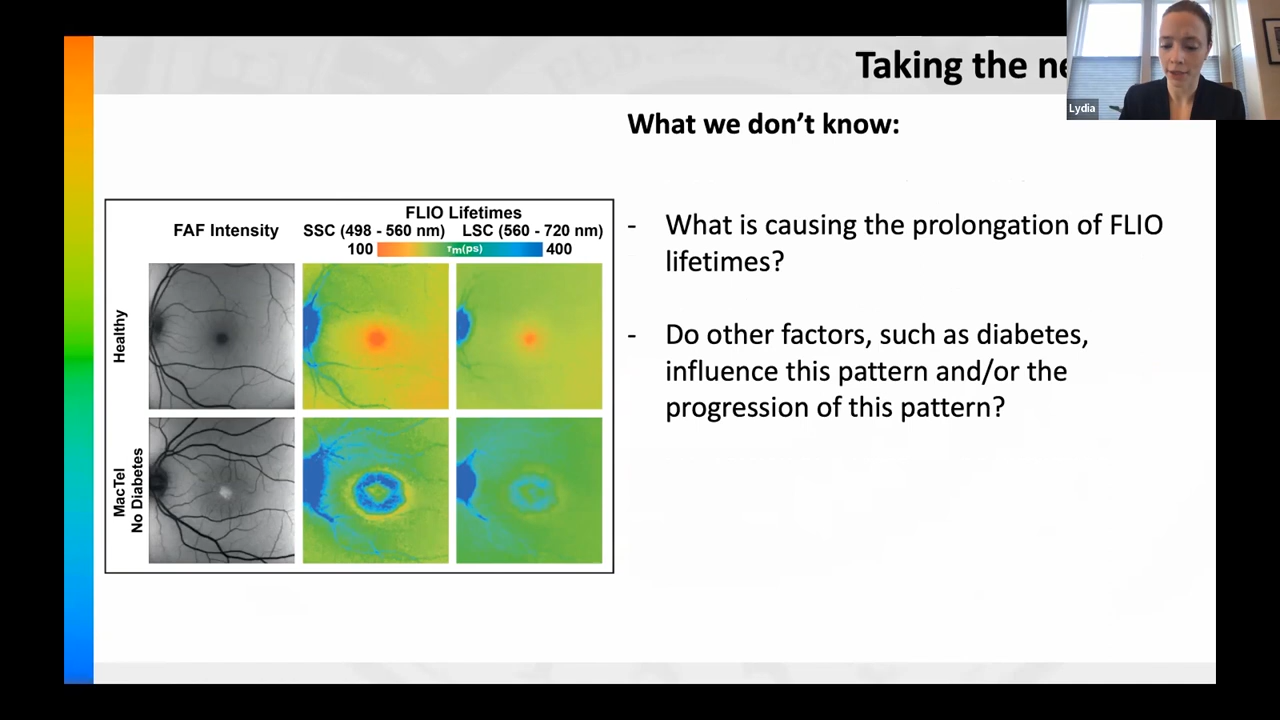 Taking the
Lydia
What we don't know:
FLIO Lifetimes
FAF Intensity SSC (498 - 560 nm) LSC (560 - 720 nm)
100 τm(ps) 400
Healthy
MacTel
No Diabetes
- What is causing the prolongation of FLIO
lifetimes?
- Do other factors, such as diabetes,
influence this pattern and/or the
progression of this pattern?